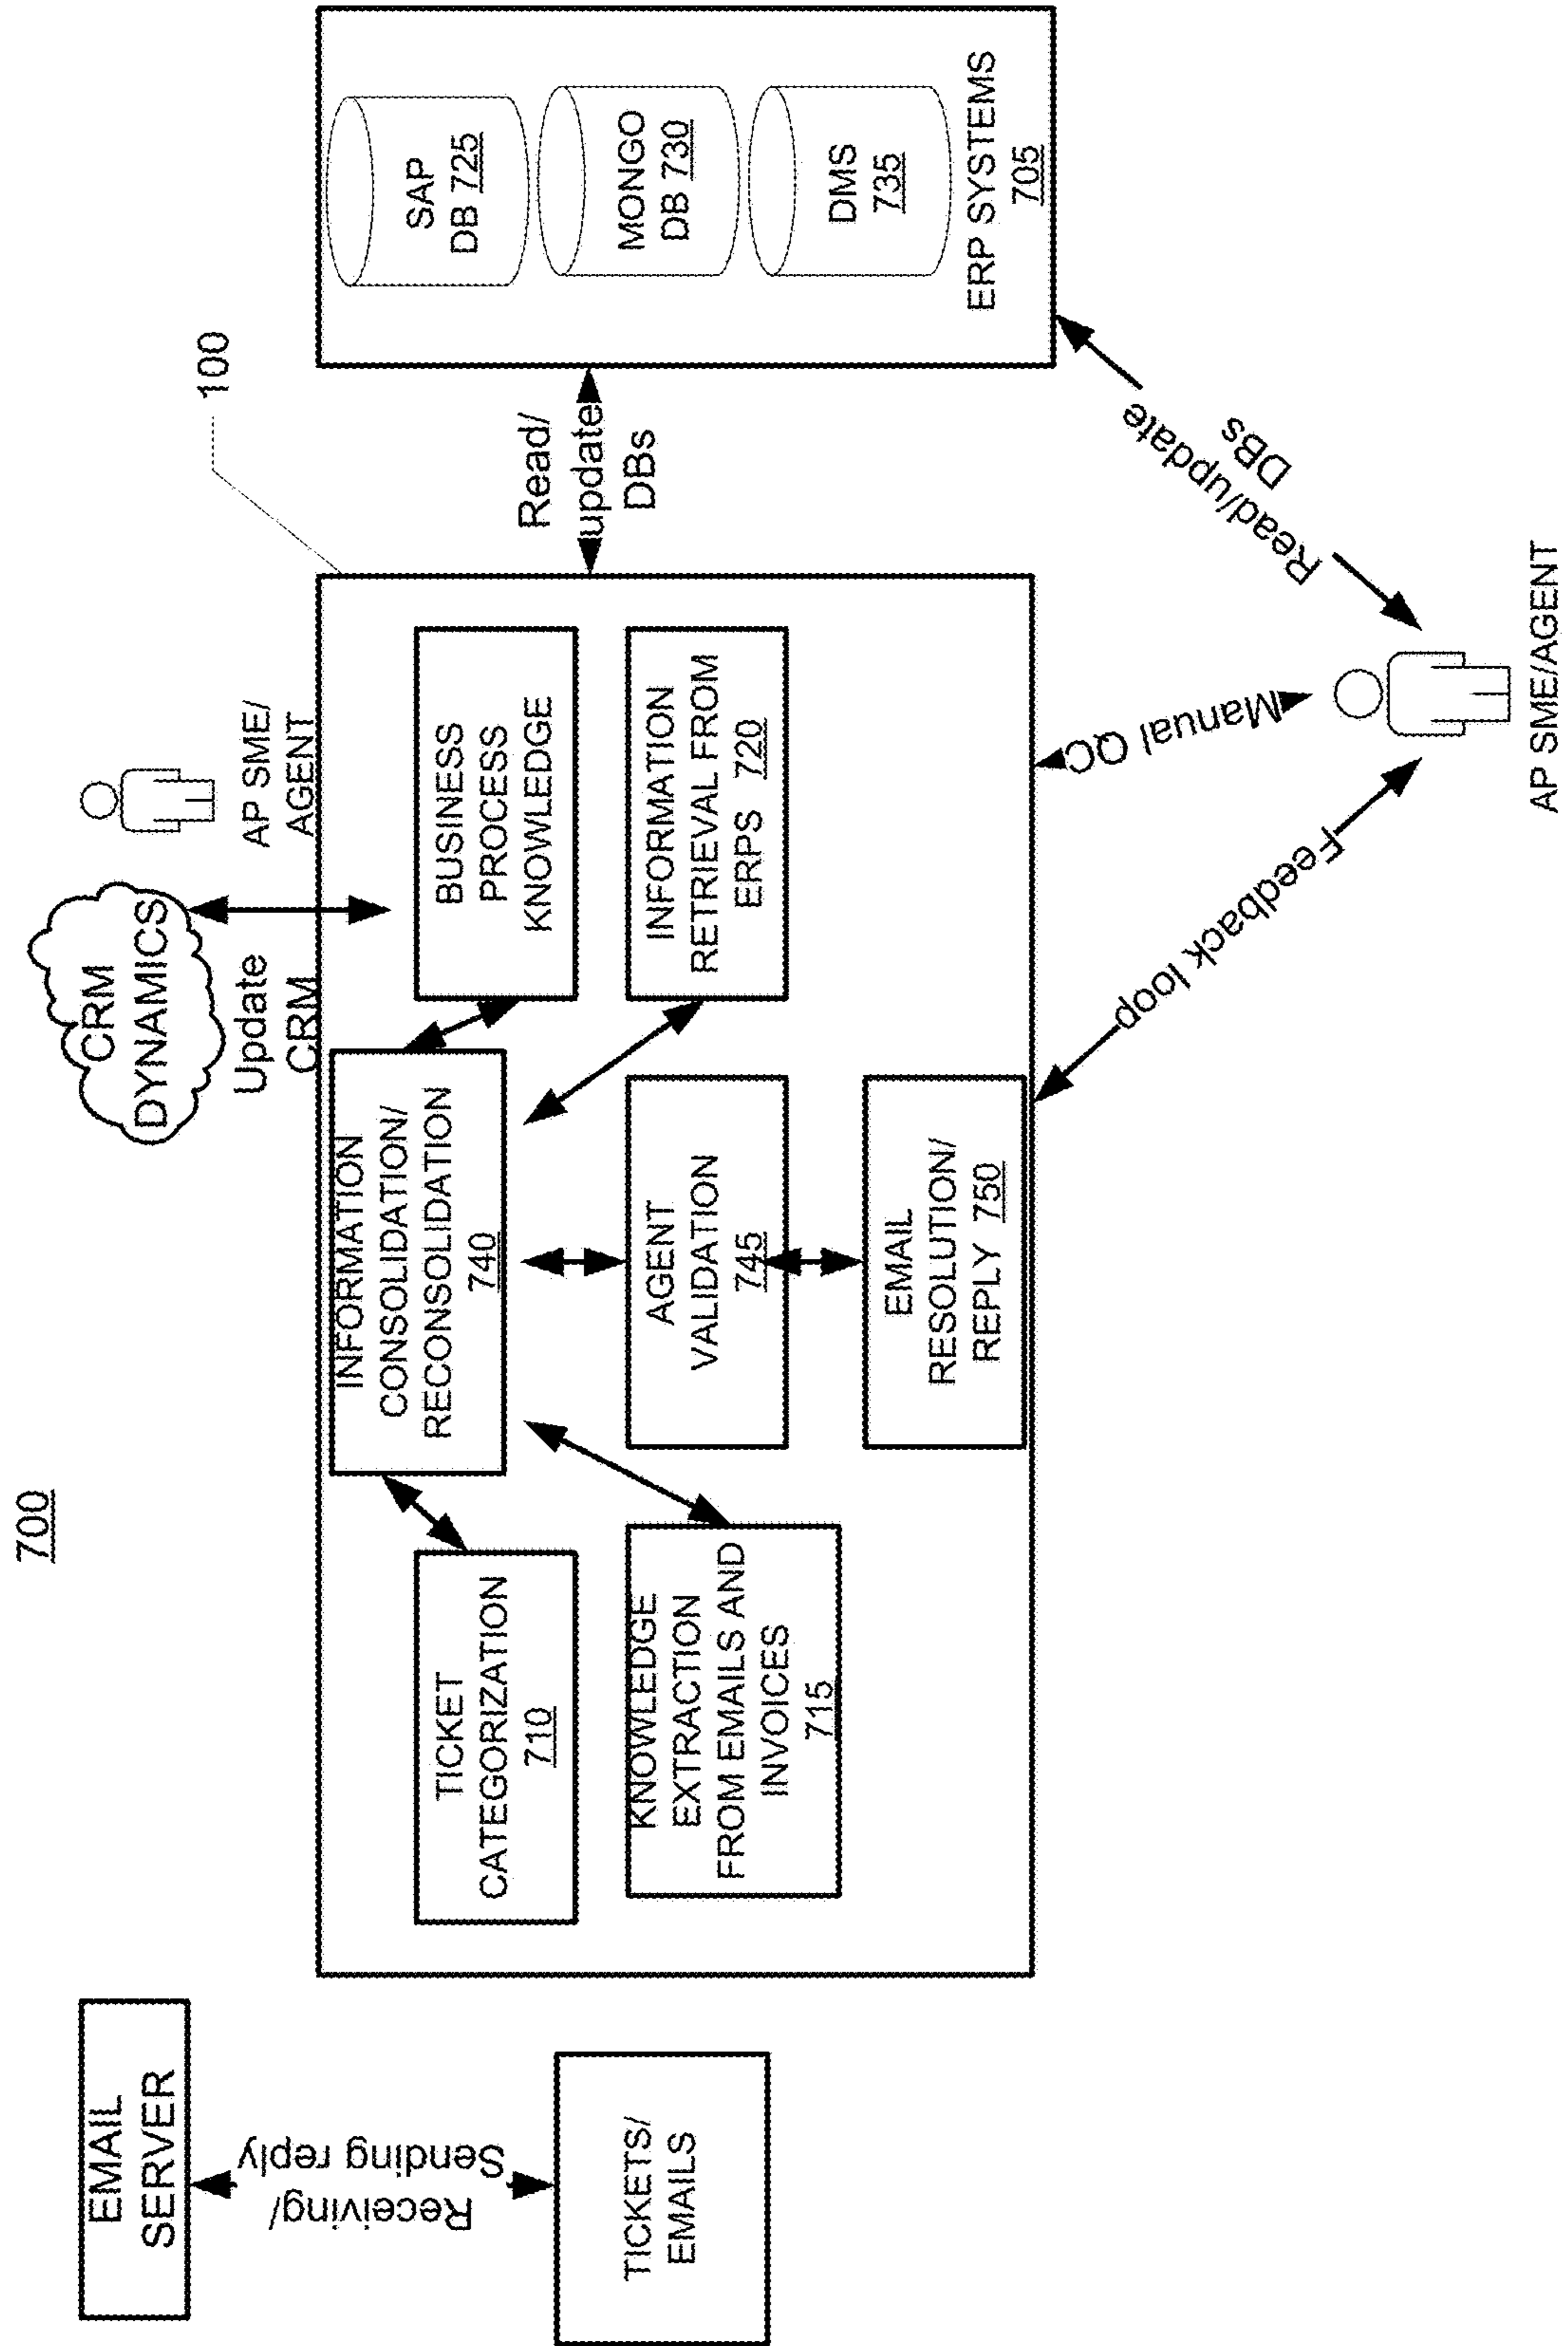 700
EMAIL
SERVER
Receiving/
Sending reply
TICKETS/
EMAILS
TICKET
CATEGORIZATION
710
KNOWLEDGE
EXTRACTION
FROM EMAILS AND
INVOICES
715
INFORMATION
CONSOLIDATION/
RECONSOLIDATION
740
AGENT
VALIDATION
745
EMAIL
RESOLUTION/
REPLY 750
CRM
DYNAMICS
Update
CRM
AP SME/
AGENT
BUSINESS
PROCESS
KNOWLEDGE
INFORMATION
RETRIEVAL FROM
ERPS 720
100
Read/
update
DBs
SAP
DB 725
MONGO
DB 730
DMS
735
ERP SYSTEMS
705
Feedback loop
Manual QC
Read/update
DBs
AP SME/AGENT